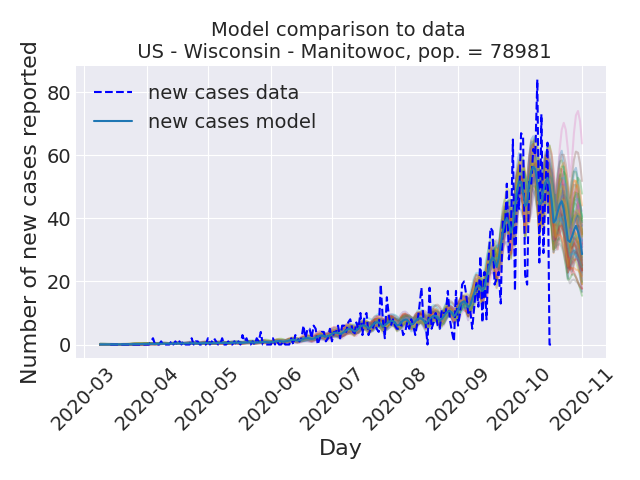 Model comparison to data
US - Wisconsin - Manitowoc, pop. = 78981
Number of new cases reported
80
60
40
20
0
new cases data
new cases model
2020-03
2020-04
2020-05
2020-06
2020-07
2020-08
2020-09
2020-10
2020-11
Day